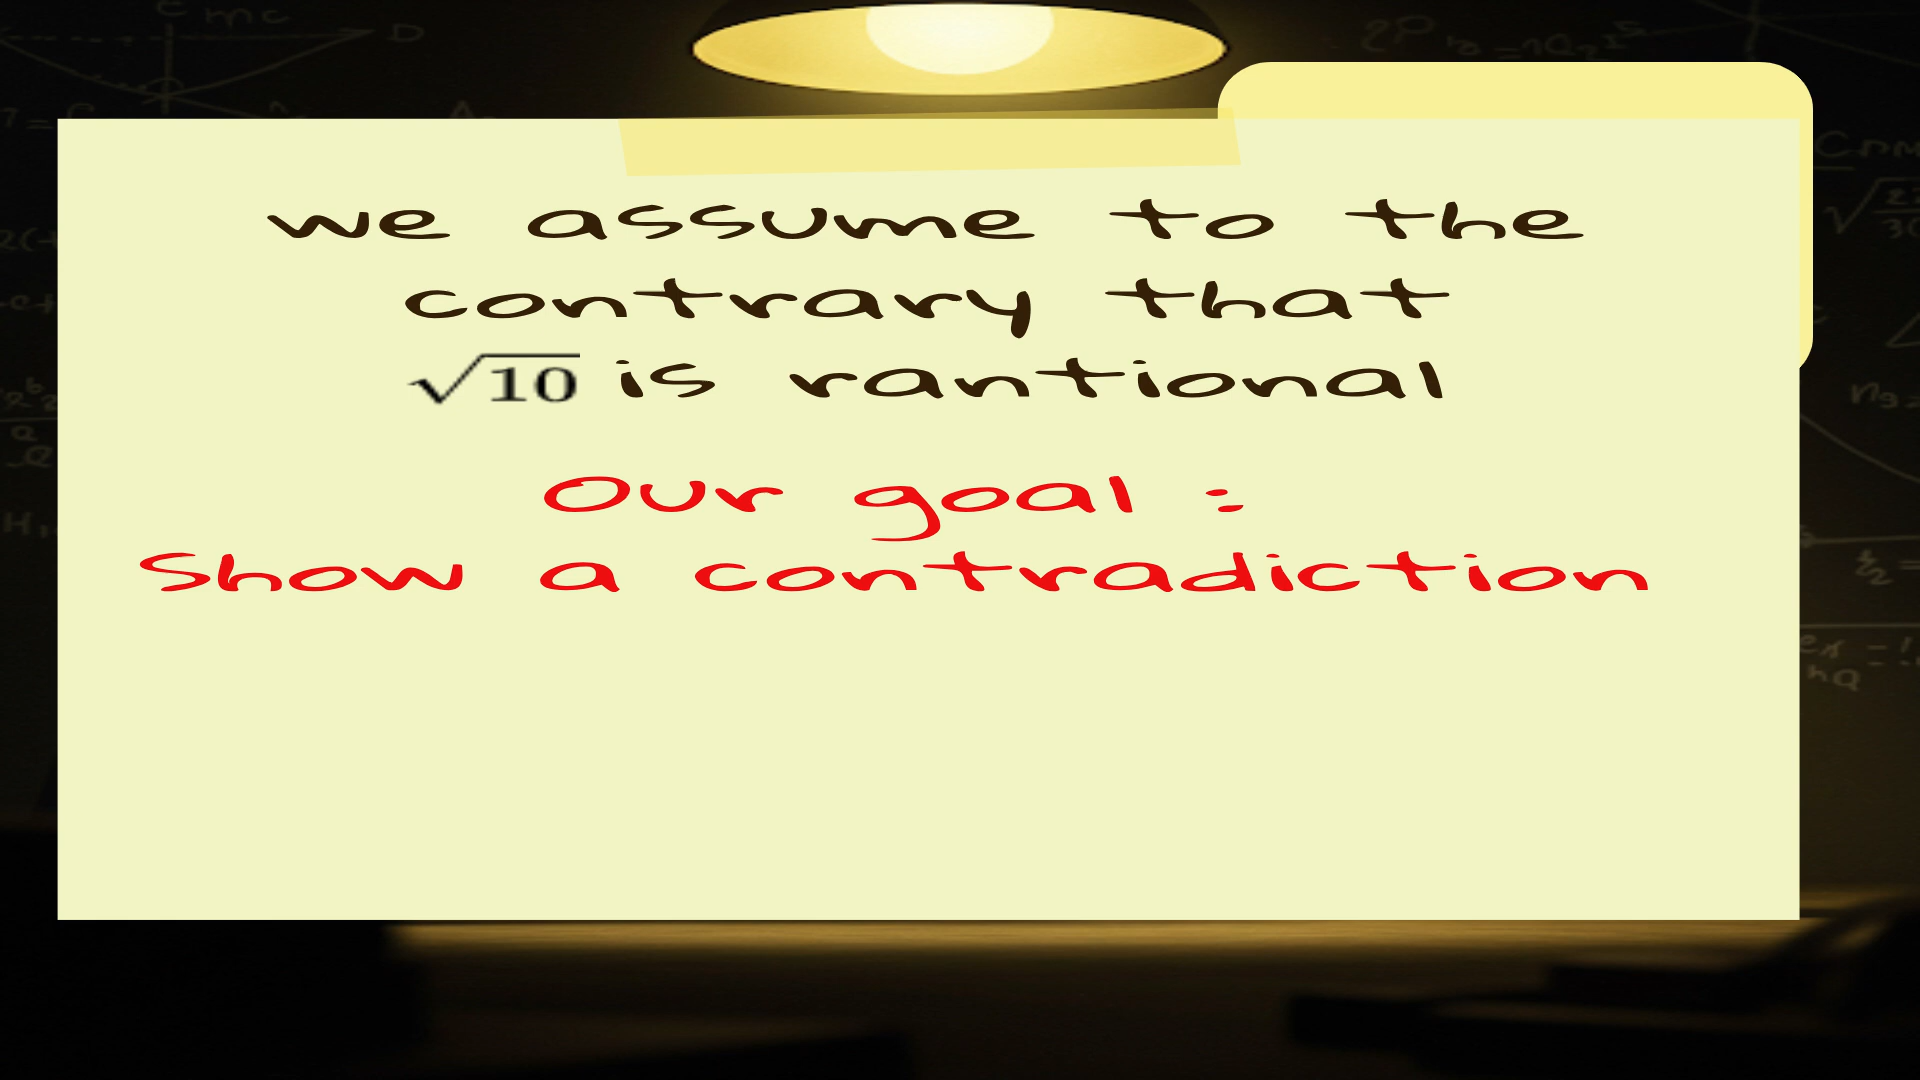 we assume to the
contrary that
√10 is rantional
Our goal :
Show a contradiction